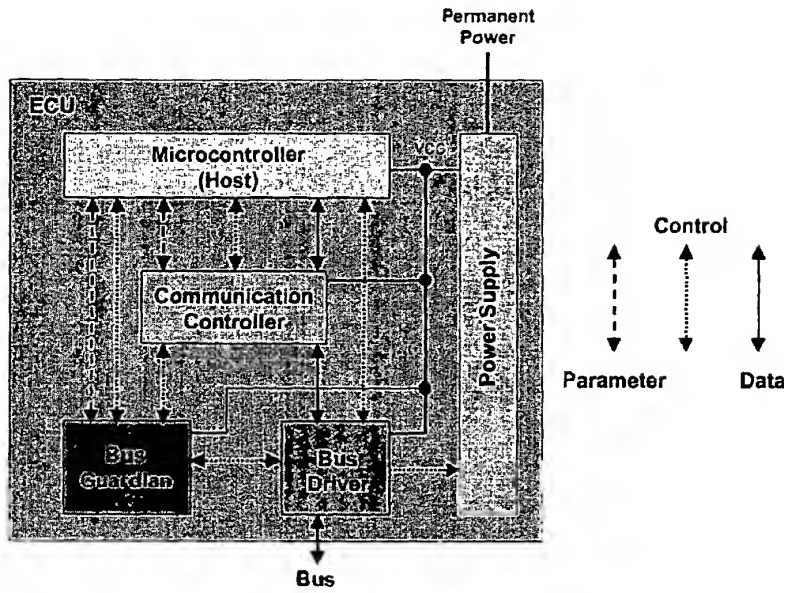 Permanent
Power
ECU
Microcontroller
(Host)
VCC
Communication
Controller
Power Supply
Bus
Guardian
Bus
Driver
Bus
Control
Parameter
Data